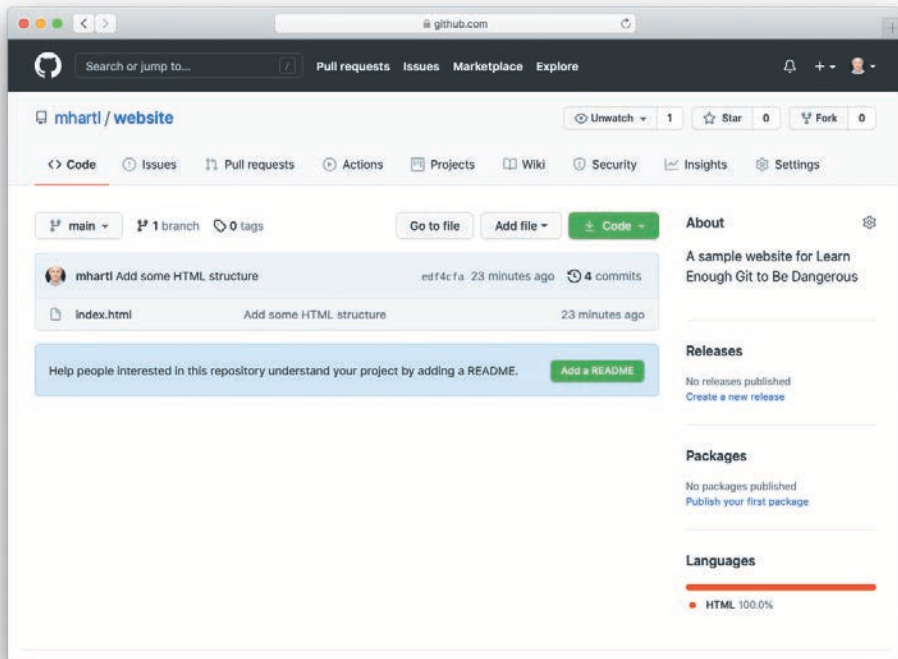 github.com
Search or jump to... /
Pull requests Issues Marketplace Explore
mhartl / website
Unwatch 1 Star 0 Fork 0
Code Issues Pull requests Actions Projects Wiki Security Insights Settings
main 1 branch 0 tags Go to file Add file Code
mhartl Add some HTML structure edf4cfa 23 minutes ago 4 commits
index.html Add some HTML structure 23 minutes ago
Help people interested in this repository understand your project by adding a README. Add a README
About
A sample website for Learn
Enough Git to Be Dangerous
Releases
No releases published
Create a new release
Packages
No packages published
Publish your first package
Languages
HTML 100.0%